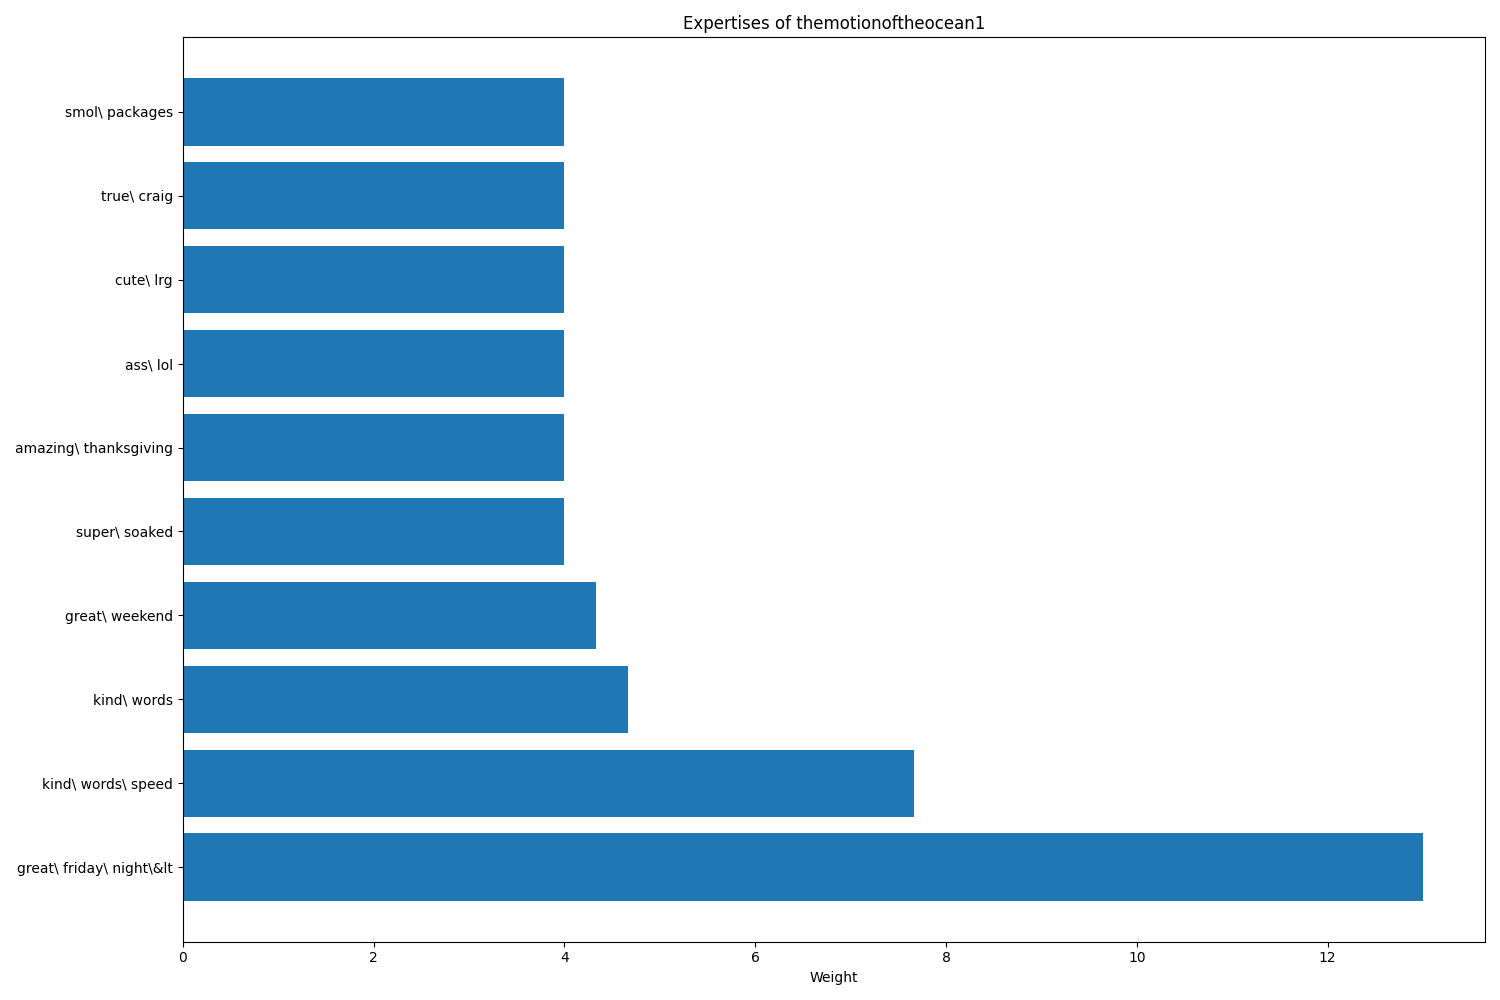 Expertises of themotionoftheocean1
smol\ packages
true\ craig
cute\ lrg
ass\ lol
amazing\ thanksgiving
super\ soaked
great\ weekend
kind\ words
kind\ words\ speed
great\ friday\ night\&lt
0 2 4 6 8 10 12
Weight